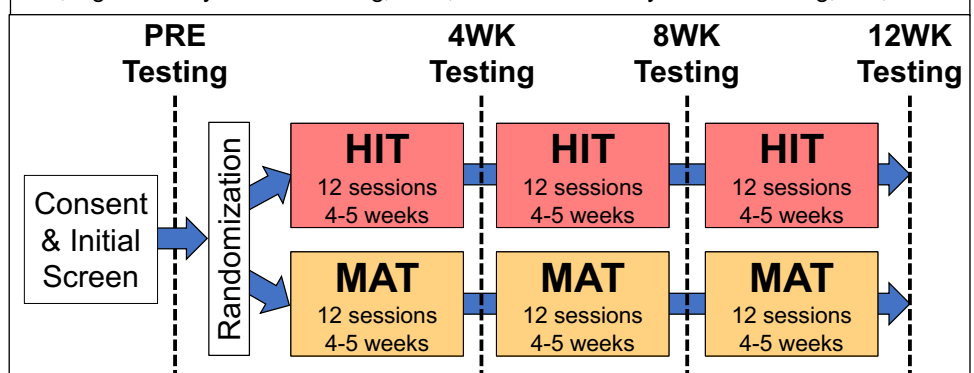 PRE
Testing
4WK
Testing
8WK
Testing
12WK
Testing
Consent
& Initial
Screen
Randomization
HIT
12 sessions
4-5 weeks
HIT
12 sessions
4-5 weeks
HIT
12 sessions
4-5 weeks
MAT
12 sessions
4-5 weeks
MAT
12 sessions
4-5 weeks
MAT
12 sessions
4-5 weeks